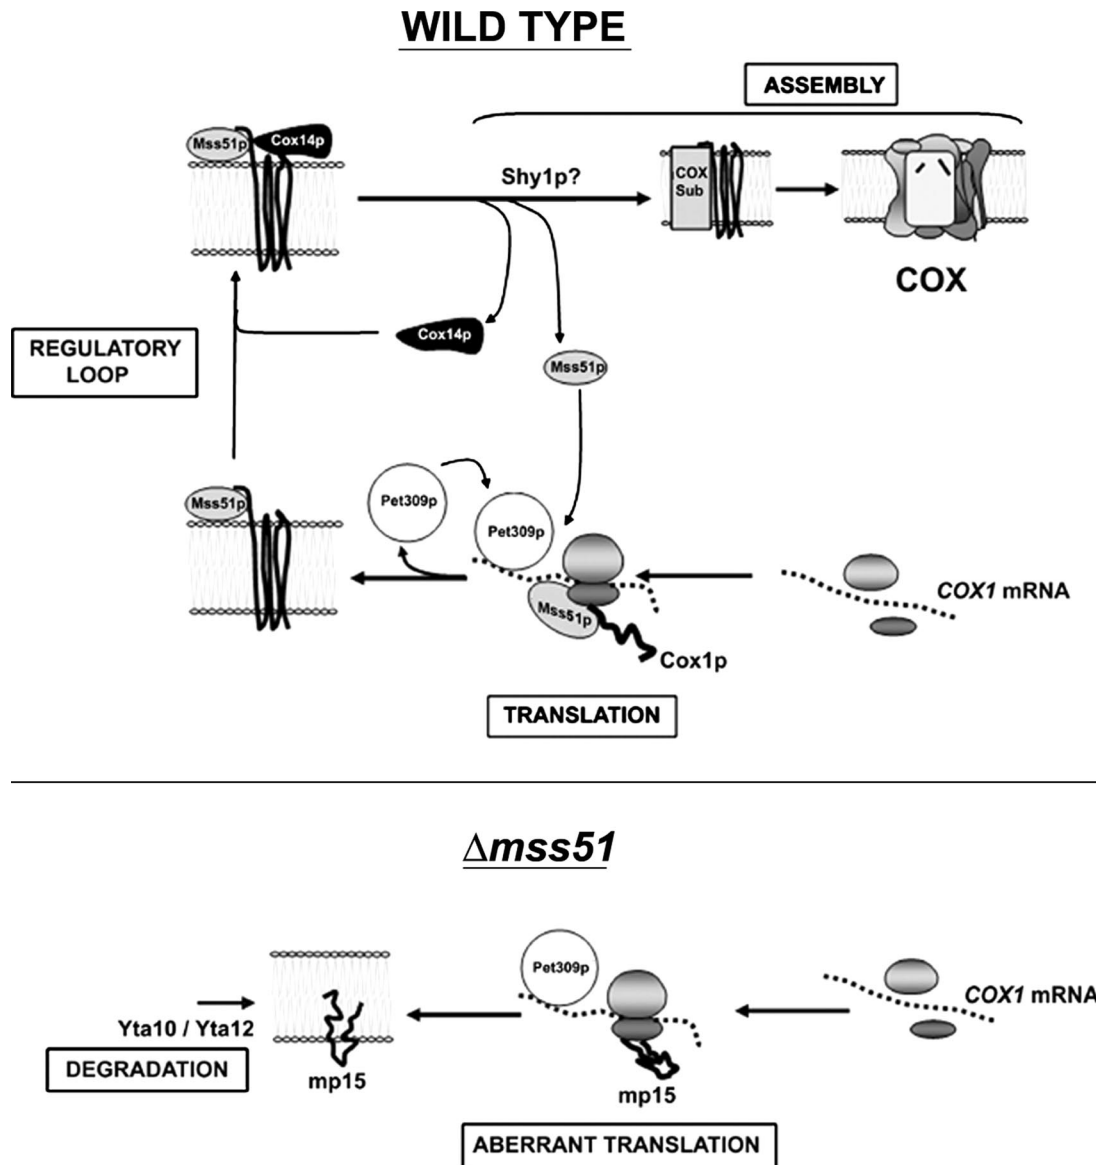 WILD TYPE
ASSEMBLY
Mss51p
Cox14p
Shy1p?
COX
Sub
COX
Cox14p
REGULATORY
LOOP
Mss51p
Mss51p
Pet309p
Pet309p
Mss51p
COX1 mRNA
Cox1p
TRANSLATION
Δmss51
Pet309p
COX1 mRNA
Yta10 / Yta12
DEGRADATION
mp15
mp15
ABERRANT TRANSLATION